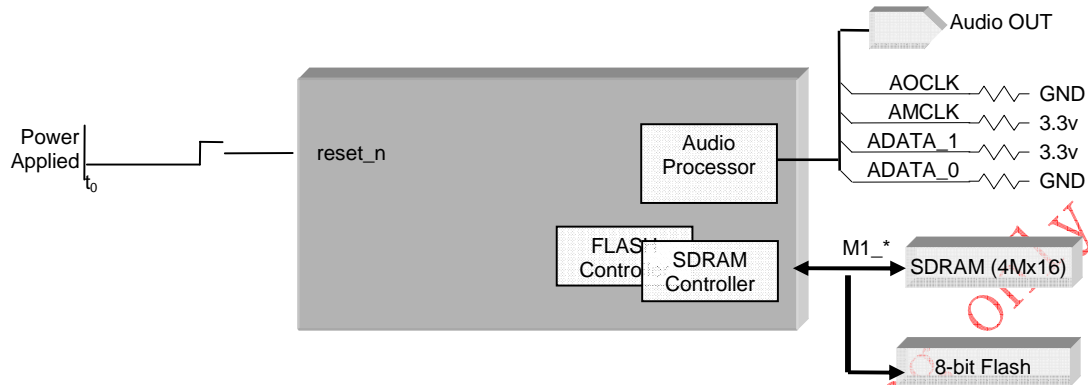 Audio OUT
AOCLK GND
AMCLK 3.3v
ADATA_1 3.3v
ADATA_0 GND
Power
Applied
t0
reset_n
Audio
Processor
FLASH
Controller
SDRAM
Controller
M1_*
SDRAM (4Mx16)
8-bit Flash
only